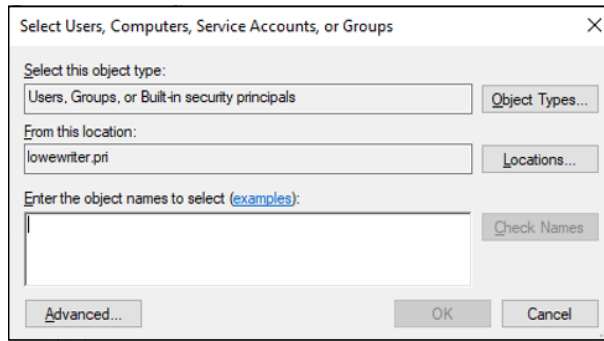 Select Users, Computers, Service Accounts, or Groups
Select this object type:
Users, Groups, or Built-in security principals
Object Types...
From this location:
lowewriter.pri
Locations...
Enter the object names to select (examples):
Check Names
Advanced...
OK
Cancel